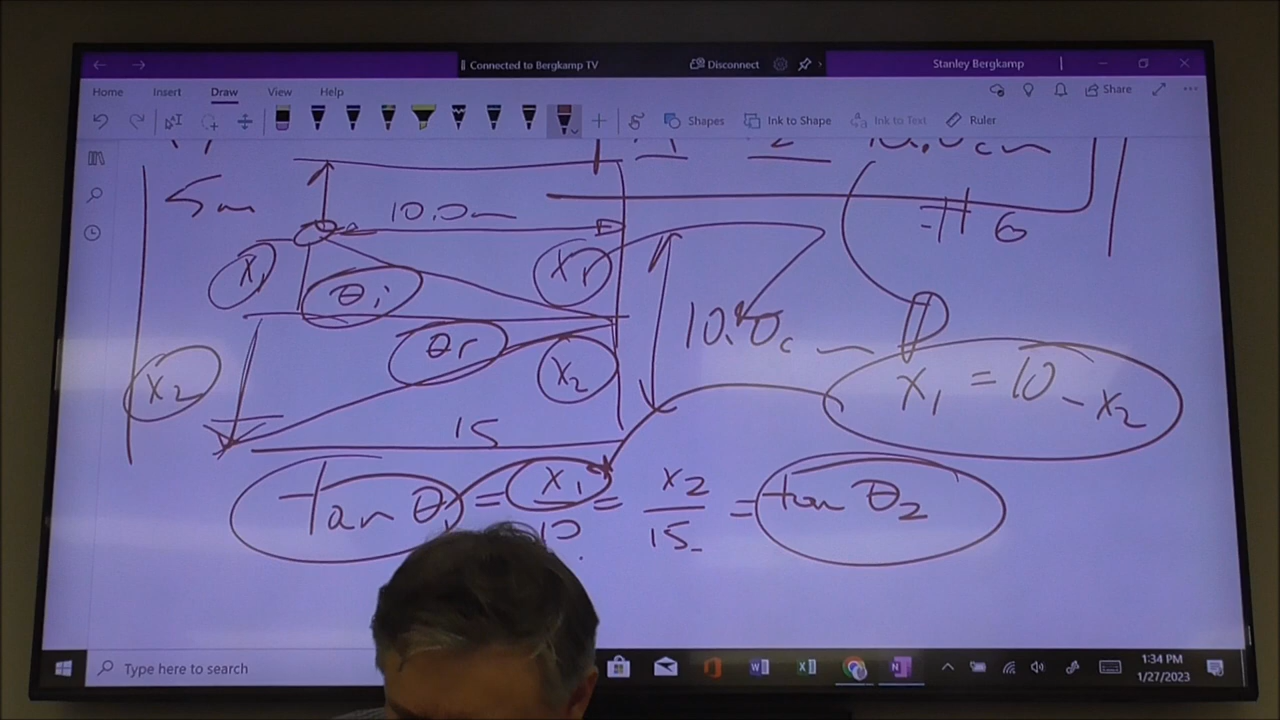 Connected to Bergkamp TV Disconnect Stanley Bergkamp
Home Insert Draw View Help Share
Shapes Ink to Shape Ink to Text Ruler
10.0cm
5m
10.0m
#6
x₁ θi xr
10.0cm
θr
x₂ x₂
x₁ = 10 - x₂
15
tan θ₁ = x₁/10 = x₂/15 = tan θ₂
Type here to search
1:34 PM
1/27/2023